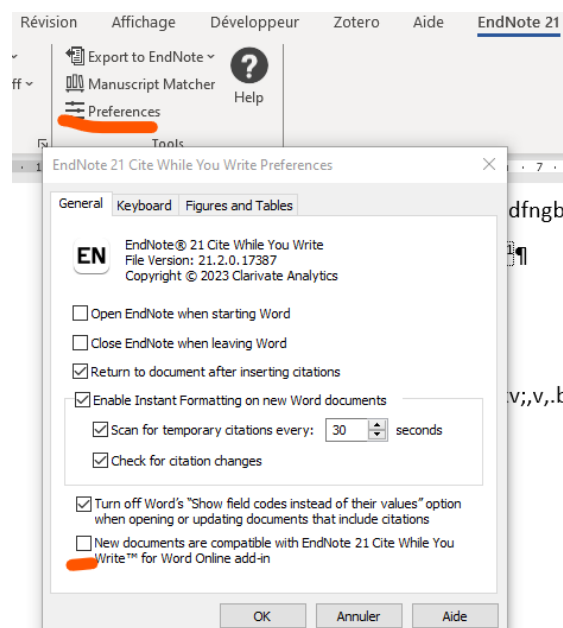 Révision Affichage Développeur Zotero Aide EndNote 21
Export to EndNote
ff
Manuscript Matcher
Preferences
Help
Tools
1 · 7 ·
EndNote 21 Cite While You Write Preferences
General Keyboard Figures and Tables
dfngb
EN
EndNote® 21 Cite While You Write
File Version: 21.2.0.17387
Copyright © 2023 Clarivate Analytics
1¶
Open EndNote when starting Word
Close EndNote when leaving Word
Return to document after inserting citations
Enable Instant Formatting on new Word documents
v;,v,.b
Scan for temporary citations every: 30 seconds
Check for citation changes
Turn off Word's "Show field codes instead of their values" option
when opening or updating documents that include citations
New documents are compatible with EndNote 21 Cite While You
Write™ for Word Online add-in
OK Annuler Aide